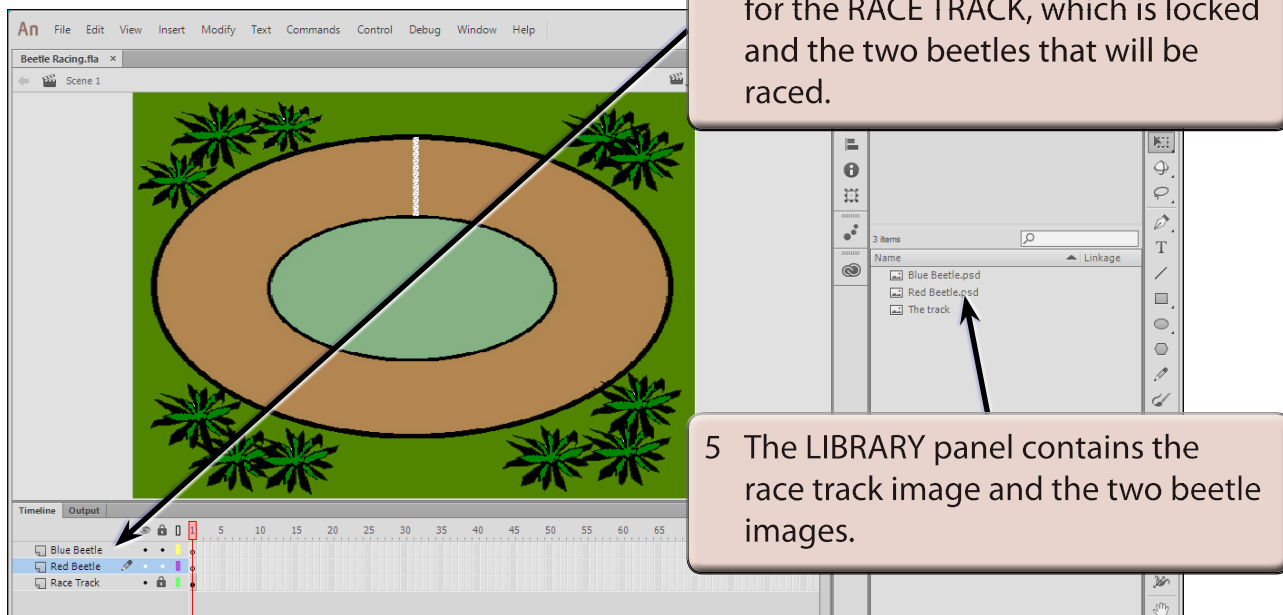 for the RACE TRACK, which is locked
and the two beetles that will be
raced.
An File Edit View Insert Modify Text Commands Control Debug Window Help
Beetle Racing.fla ×
Scene 1
3 items
Name Linkage
Blue Beetle.psd
Red Beetle.psd
The track
T
5 The LIBRARY panel contains the
race track image and the two beetle
images.
Timeline Output
1 5 10 15 20 25 30 35 40 45 50 55 60 65
Blue Beetle
Red Beetle
Race Track